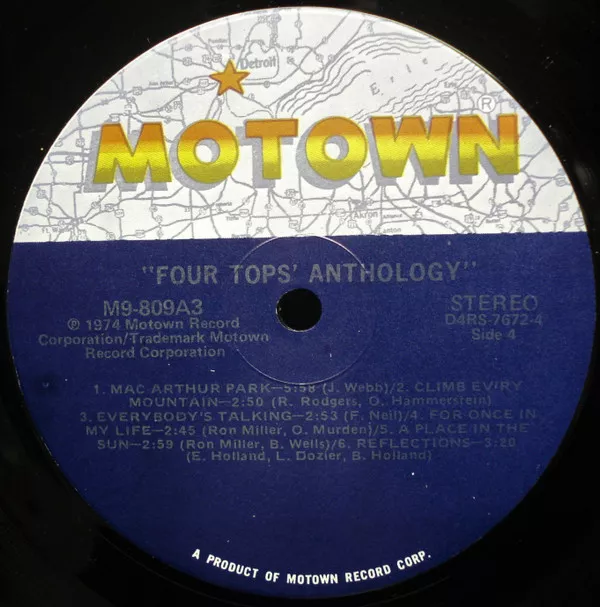 Detroit
Erie
MOTOWN®
Akron
Canton
"FOUR TOPS' ANTHOLOGY"
M9-809A3
℗ 1974 Motown Record
Corporation/Trademark Motown
Record Corporation
STEREO
D4RS-7672-4
Side 4
1. MAC ARTHUR PARK—5:58 (J. Webb)/2. CLIMB EV'RY
MOUNTAIN—2:50 (R. Rodgers, O. Hammerstein)
3. EVERYBODY'S TALKING—2:53 (F. Neil)/4. FOR ONCE IN
MY LIFE—2:45 (Ron Miller, O. Murden)/5. A PLACE IN THE
SUN—2:59 (Ron Miller, B. Wells)/6. REFLECTIONS—3:20
(E. Holland, L. Dozier, B. Holland)
A PRODUCT OF MOTOWN RECORD CORP.